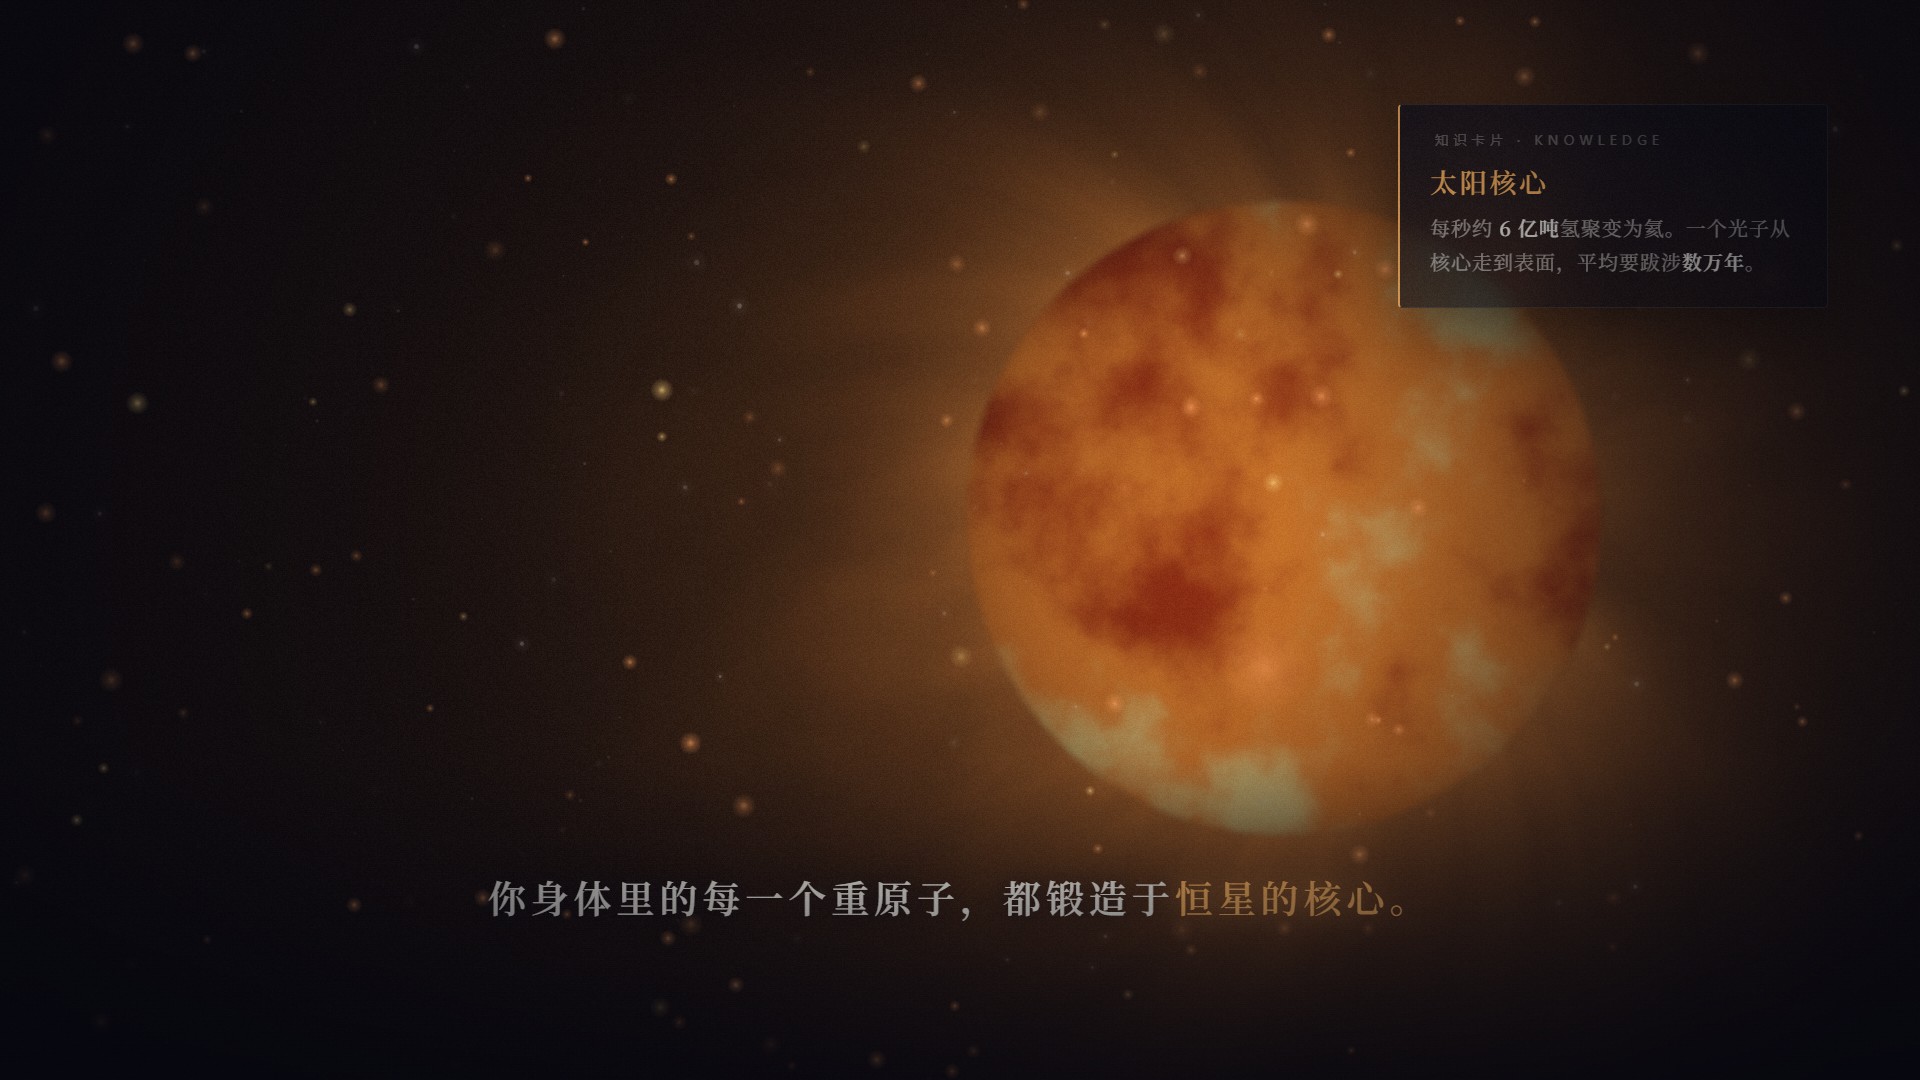 知识卡片 · KNOWLEDGE
太阳核心
每秒约 6 亿吨氢聚变为氦。一个光子从
核心走到表面，平均要跋涉数万年。
你身体里的每一个重原子，都锻造于恒星的核心。